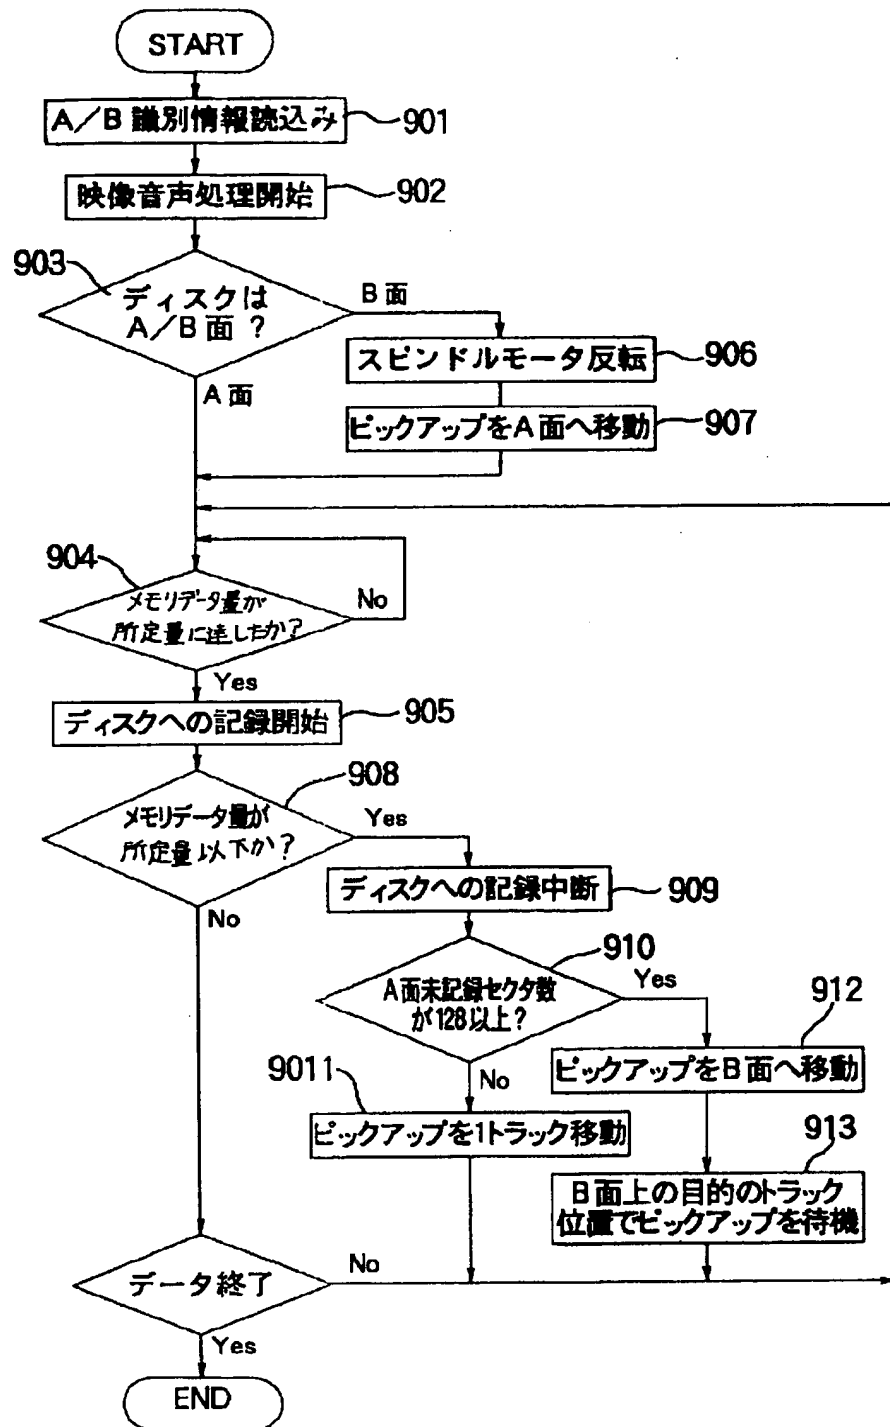 START
A／B 識別情報読込み
901
映像音声処理開始
902
903
ディスクは
A／B面 ?
B面
A面
スピンドルモータ反転
906
ピックアップをA面へ移動
907
904
メモリデータ量が
所定量に達したか?
No
Yes
ディスクへの記録開始
905
908
メモリデータ量が
所定量以下か?
Yes
No
ディスクへの記録中断
909
910
A面未記録セクタ数
が128以上?
Yes
No
912
ピックアップをB面へ移動
9011
ピックアップを1トラック移動
913
B面上の目的のトラック
位置でピックアップを待機
データ終了
No
Yes
END